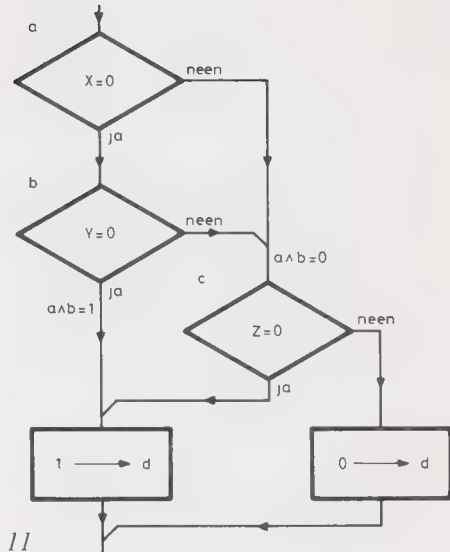 a
X=0
neen
ja
b
Y=0
neen
ja
a∧b=0
c
a∧b=1
Z=0
neen
ja
1 → d
0 → d
11